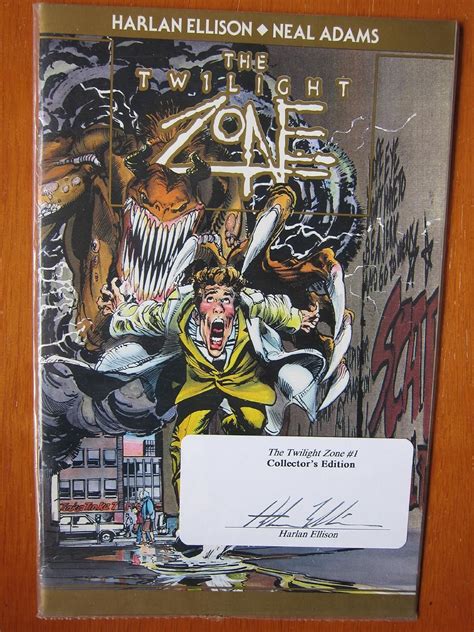 HARLAN ELLISON ◆ NEAL ADAMS
THE
TWILIGHT
ZONE
The Twilight Zone #1
Collector's Edition
Harlan Ellison